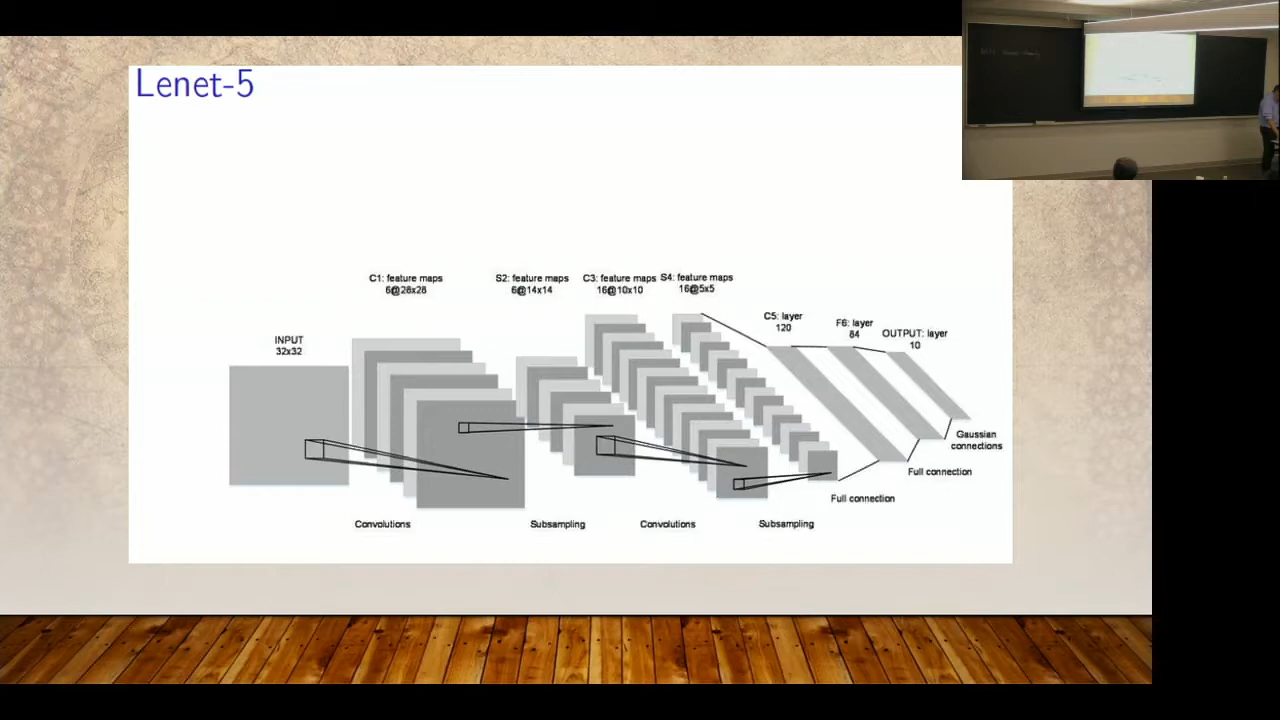 Lenet-5
C1: feature maps
6@28x28
S2: feature maps
6@14x14
C3: feature maps
16@10x10
S4: feature maps
16@5x5
INPUT
32x32
C5: layer
120
F6: layer
84
OUTPUT: layer
10
Gaussian
connections
Full connection
Full connection
Convolutions
Subsampling
Convolutions
Subsampling